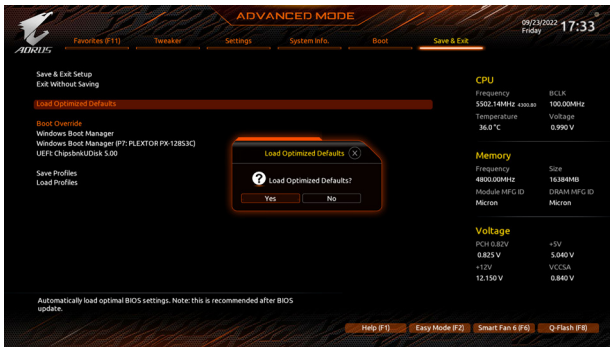 ADVANCED MODE
09/23/2022 Friday 17:33
AORUS
Favorites (F11) Tweaker Settings System Info. Boot Save & Exit
Save & Exit Setup
Exit Without Saving
Load Optimized Defaults
Boot Override
Windows Boot Manager
Windows Boot Manager (P7: PLEXTOR PX-128S3C)
UEFI: ChipsbnkUDisk 5.00
Save Profiles
Load Profiles
Load Optimized Defaults
Load Optimized Defaults?
Yes No
CPU
Frequency BCLK
5502.14MHz 4300.80 100.00MHz
Temperature Voltage
36.0 °C 0.990 V
Memory
Frequency Size
4800.00MHz 16384MB
Module MFG ID DRAM MFG ID
Micron Micron
Voltage
PCH 0.82V +5V
0.825 V 5.040 V
+12V VCCSA
12.150 V 0.840 V
Automatically load optimal BIOS settings. Note: this is recommended after BIOS
update.
Help (F1) Easy Mode (F2) Smart Fan 6 (F6) Q-Flash (F8)